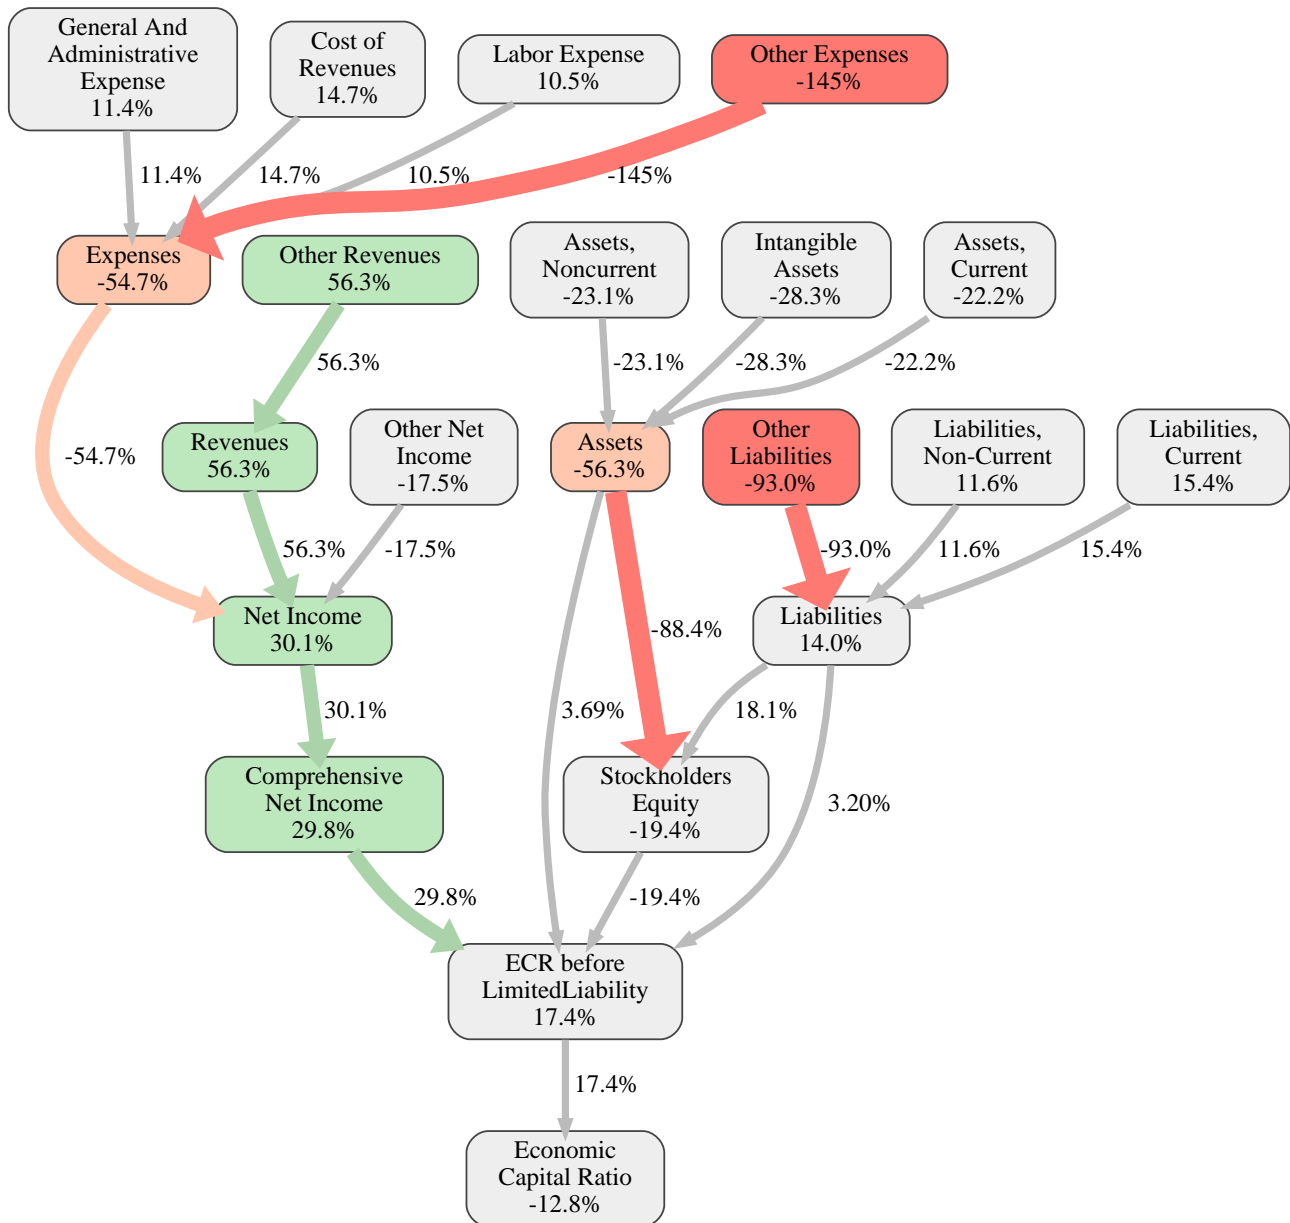 General And
Administrative
Expense
11.4%
Cost of
Revenues
14.7%
Labor Expense
10.5%
Other Expenses
-145%
11.4%
14.7%
10.5%
-145%
Expenses
-54.7%
Other Revenues
56.3%
Assets,
Noncurrent
-23.1%
Intangible
Assets
-28.3%
Assets,
Current
-22.2%
56.3%
-23.1%
-28.3%
-22.2%
-54.7%
Revenues
56.3%
Other Net
Income
-17.5%
Assets
-56.3%
Other
Liabilities
-93.0%
Liabilities,
Non-Current
11.6%
Liabilities,
Current
15.4%
56.3%
-17.5%
-93.0%
11.6%
15.4%
Net Income
30.1%
-88.4%
Liabilities
14.0%
30.1%
3.69%
18.1%
Comprehensive
Net Income
29.8%
Stockholders
Equity
-19.4%
3.20%
29.8%
-19.4%
ECR before
LimitedLiability
17.4%
17.4%
Economic
Capital Ratio
-12.8%